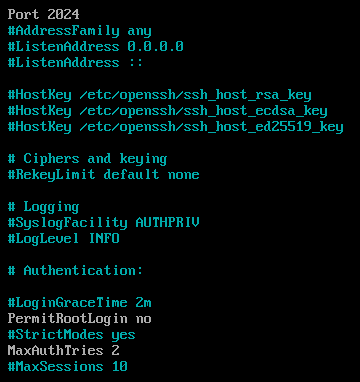 Port 2024
#AddressFamily any
#ListenAddress 0.0.0.0
#ListenAddress ::
#HostKey /etc/openssh/ssh_host_rsa_key
#HostKey /etc/openssh/ssh_host_ecdsa_key
#HostKey /etc/openssh/ssh_host_ed25519_key
# Ciphers and keying
#RekeyLimit default none
# Logging
#SyslogFacility AUTHPRIV
#LogLevel INFO
# Authentication:
#LoginGraceTime 2m
PermitRootLogin no
#StrictModes yes
MaxAuthTries 2
#MaxSessions 10